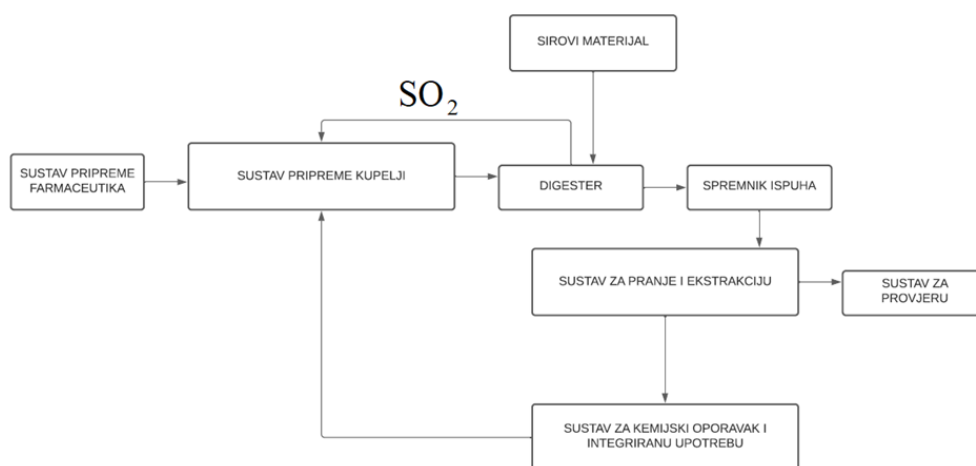 SIROVI MATERIJAL
SO2
SUSTAV PRIPREME
FARMACEUTIKA
SUSTAV PRIPREME KUPELJI
DIGESTER
SPREMNIK ISPUHA
SUSTAV ZA PRANJE I EKSTRAKCIJU
SUSTAV ZA
PROVJERU
SUSTAV ZA KEMIJSKI OPORAVAK I
INTEGRIRANU UPOTREBU